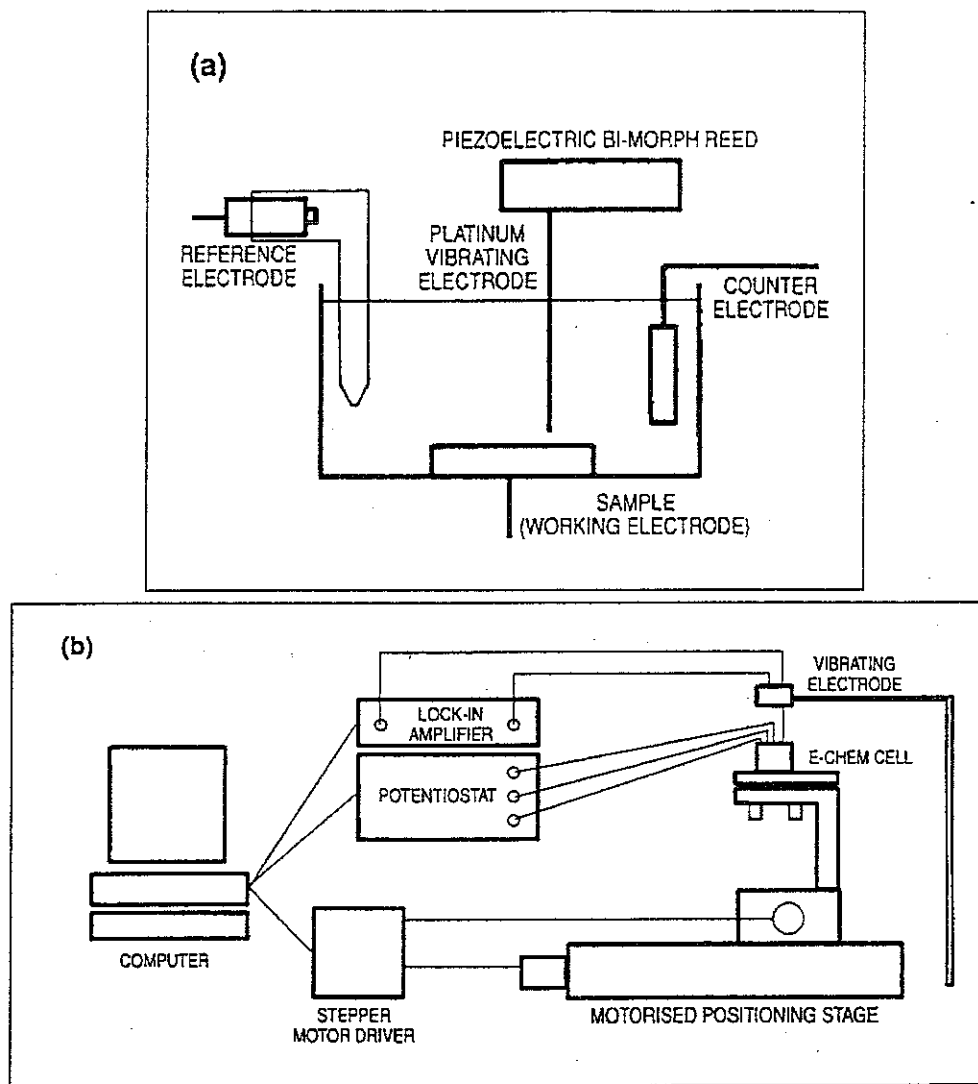 (a)
PIEZOELECTRIC BI-MORPH REED
REFERENCE
ELECTRODE
PLATINUM
VIBRATING
ELECTRODE
COUNTER
ELECTRODE
SAMPLE
(WORKING ELECTRODE)
(b)
LOCK-IN
AMPLIFIER
VIBRATING
ELECTRODE
E-CHEM CELL
POTENTIOSTAT
COMPUTER
STEPPER
MOTOR DRIVER
MOTORISED POSITIONING STAGE